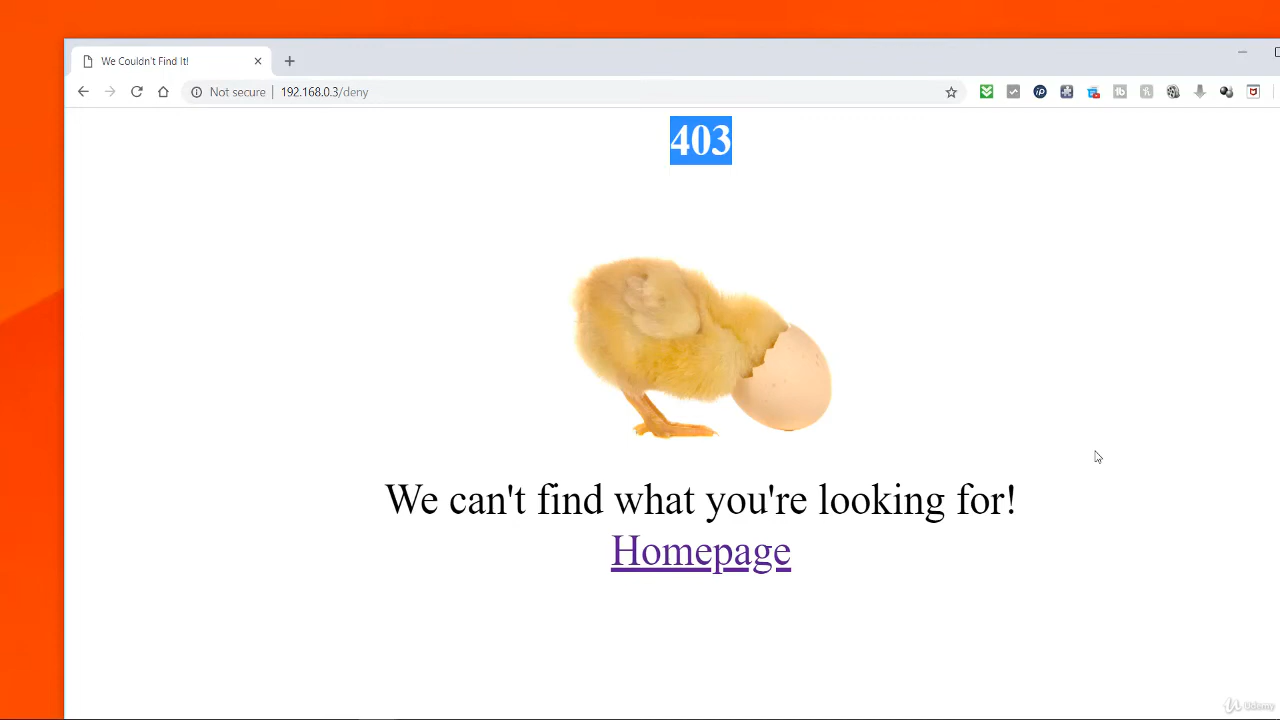 We Couldn't Find It!
Not secure | 192.168.0.3/deny
403
We can't find what you're looking for!
Homepage
Udemy